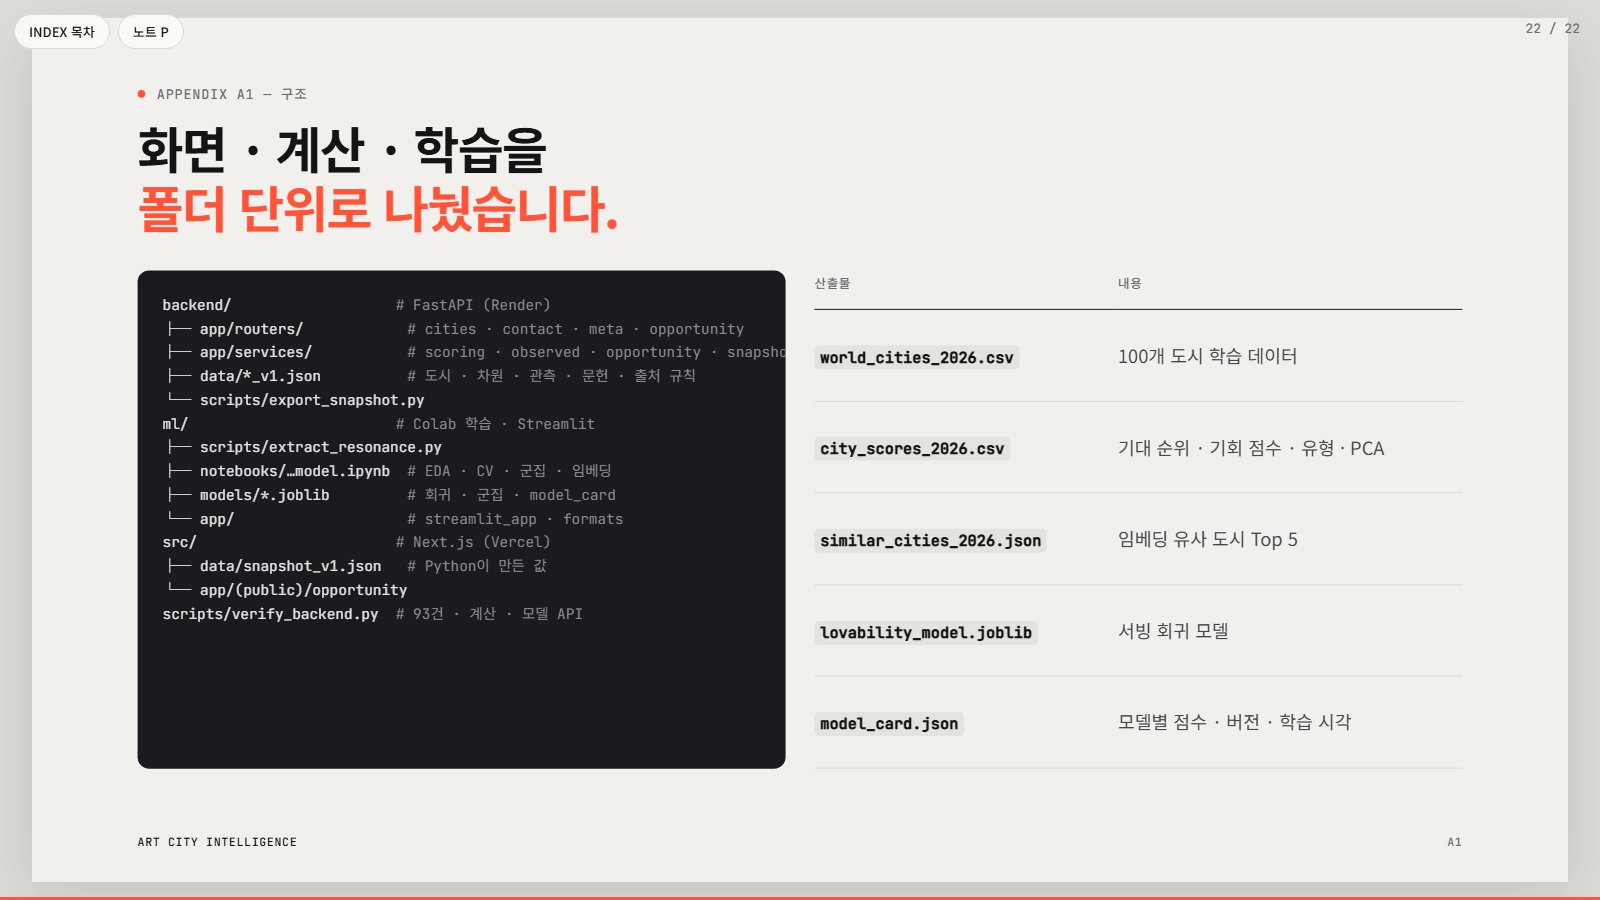 INDEX 목차
노트 P
22 / 22
APPENDIX A1 — 구조
화면 · 계산 · 학습을
폴더 단위로 나눴습니다.
backend/ # FastAPI (Render)
├── app/routers/ # cities · contact · meta · opportunity
├── app/services/ # scoring · observed · opportunity · snapsho
├── data/*_v1.json # 도시 · 차원 · 관측 · 문헌 · 출처 규칙
└── scripts/export_snapshot.py
ml/ # Colab 학습 · Streamlit
├── scripts/extract_resonance.py
├── notebooks/…model.ipynb # EDA · CV · 군집 · 임베딩
├── models/*.joblib # 회귀 · 군집 · model_card
└── app/ # streamlit_app · formats
src/ # Next.js (Vercel)
├── data/snapshot_v1.json # Python이 만든 값
└── app/(public)/opportunity
scripts/verify_backend.py # 93건 · 계산 · 모델 API
산출물 내용
world_cities_2026.csv 100개 도시 학습 데이터
city_scores_2026.csv 기대 순위 · 기회 점수 · 유형 · PCA
similar_cities_2026.json 임베딩 유사 도시 Top 5
lovability_model.joblib 서빙 회귀 모델
model_card.json 모델별 점수 · 버전 · 학습 시각
ART CITY INTELLIGENCE
A1